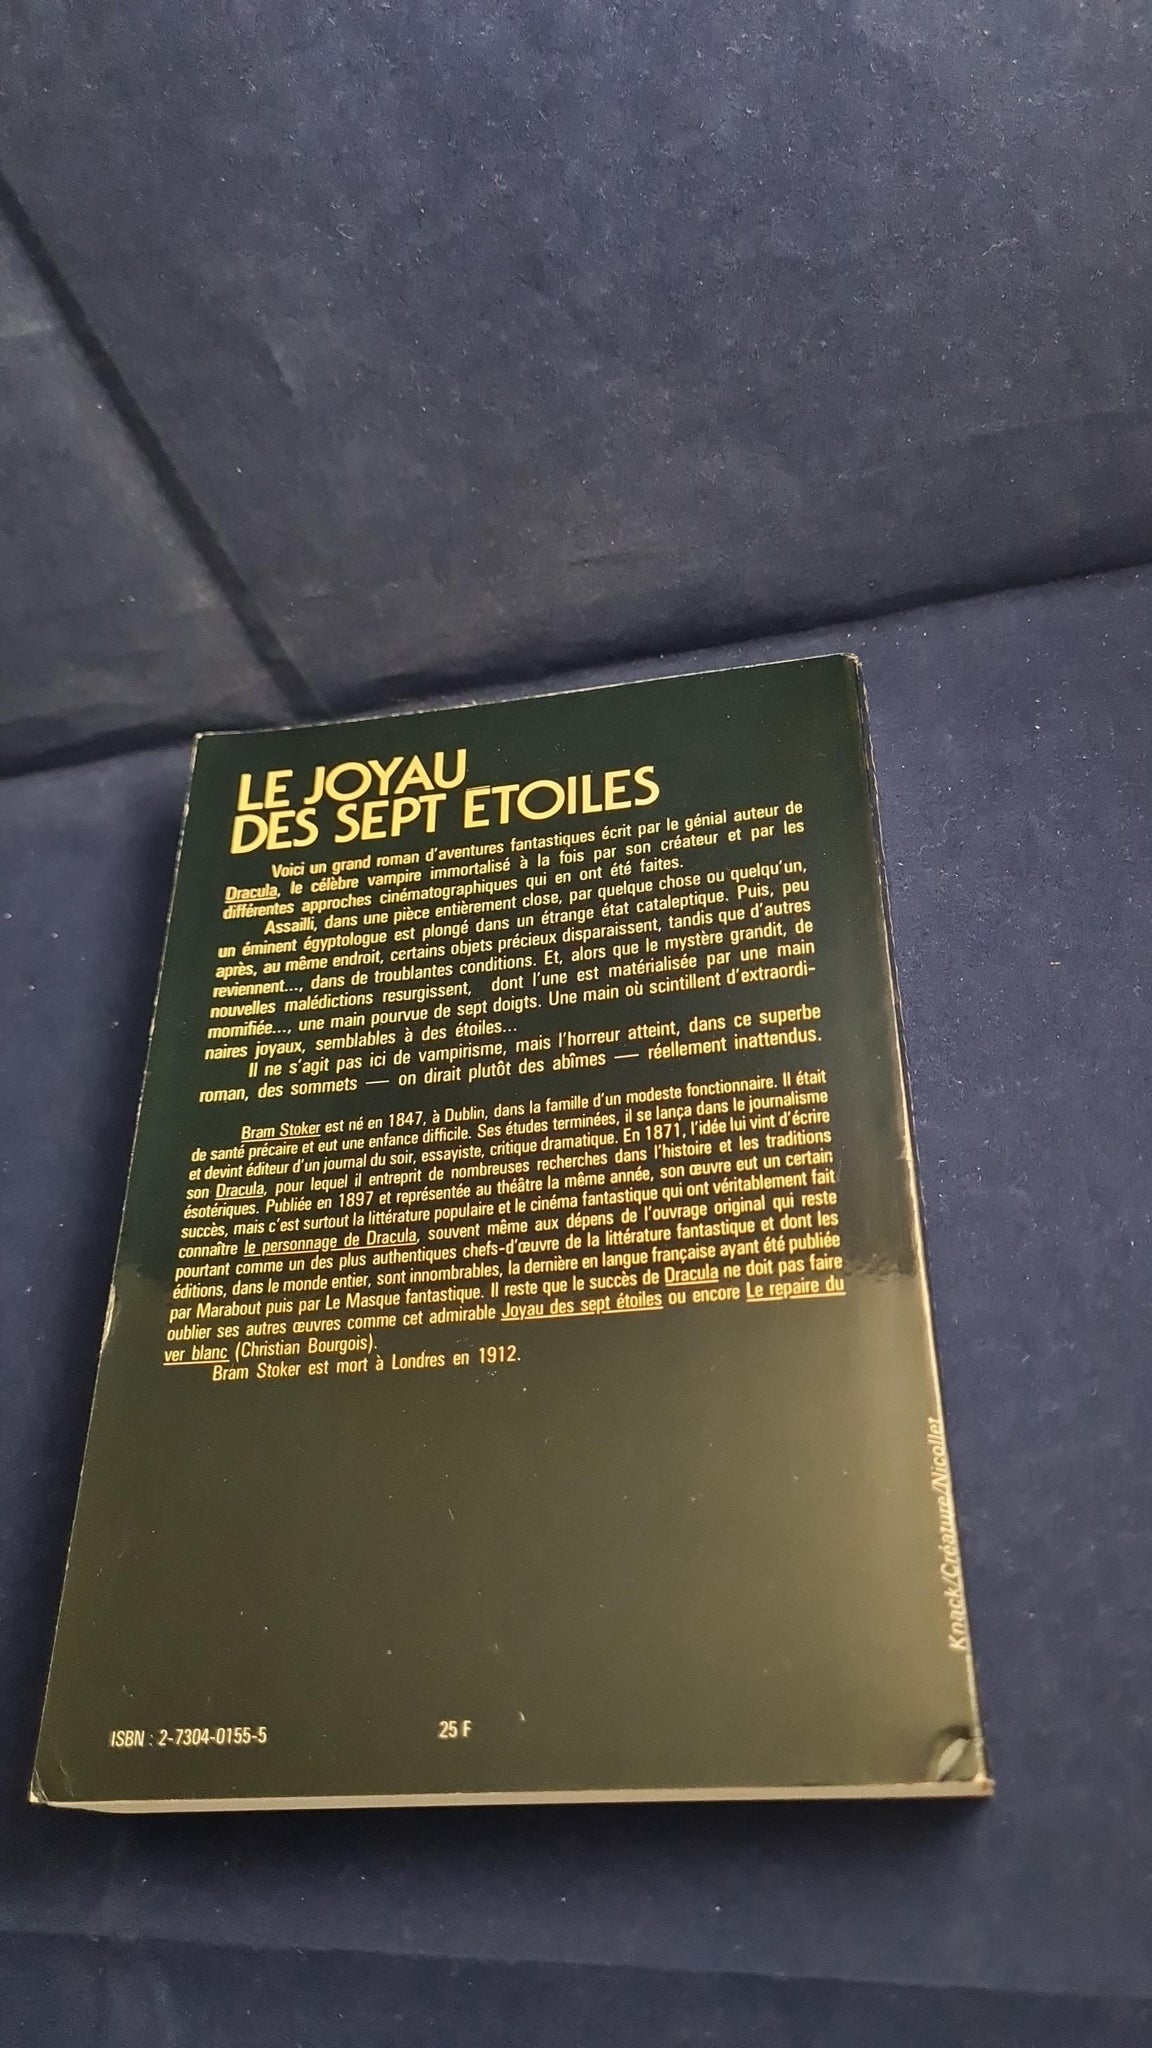 LE JOYAU
DES SEPT ÉTOILES
Voici un grand roman d'aventures fantastiques écrit par le génial auteur de
Dracula, le célèbre vampire immortalisé à la fois par son créateur et par les
différentes approches cinématographiques qui en ont été faites.
Assailli, dans une pièce entièrement close, par quelque chose ou quelqu'un,
un éminent égyptologue est plongé dans un étrange état cataleptique. Puis, peu
après, au même endroit, certains objets précieux disparaissent, tandis que d'autres
reviennent..., dans de troublantes conditions. Et, alors que le mystère grandit, de
nouvelles malédictions resurgissent, dont l'une est matérialisée par une main
momifiée..., une main pourvue de sept doigts. Une main où scintillent d'extraordi-
naires joyaux, semblables à des étoiles...
Il ne s'agit pas ici de vampirisme, mais l'horreur atteint, dans ce superbe
roman, des sommets — on dirait plutôt des abîmes — réellement inattendus.
Bram Stoker est né en 1847, à Dublin, dans la famille d'un modeste fonctionnaire. Il était
de santé précaire et eut une enfance difficile. Ses études terminées, il se lança dans le journalisme
et devint éditeur d'un journal du soir, essayiste, critique dramatique. En 1871, l'idée lui vint d'écrire
son Dracula, pour lequel il entreprit de nombreuses recherches dans l'histoire et les traditions
ésotériques. Publiée en 1897 et représentée au théâtre la même année, son œuvre eut un certain
succès, mais c'est surtout la littérature populaire et le cinéma fantastique qui ont véritablement fait
connaître le personnage de Dracula, souvent même aux dépens de l'ouvrage original qui reste
pourtant comme un des plus authentiques chefs-d'œuvre de la littérature fantastique et dont les
éditions, dans le monde entier, sont innombrables, la dernière en langue française ayant été publiée
par Marabout puis par Le Masque fantastique. Il reste que le succès de Dracula ne doit pas faire
oublier ses autres œuvres comme cet admirable Joyau des sept étoiles ou encore Le repaire du
ver blanc (Christian Bourgois).
Bram Stoker est mort à Londres en 1912.
Knack/Créature/Nicollet
ISBN : 2-7304-0155-5
25 F